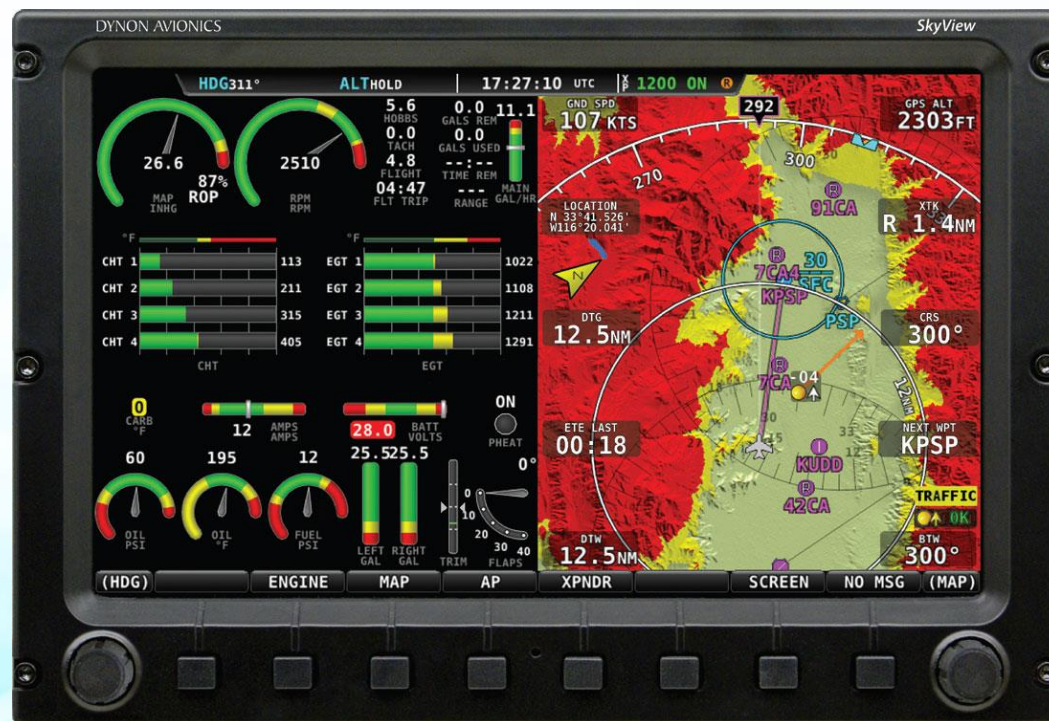 DYNON AVIONICS
SkyView
HDG311°
ALTHOLD
17:27:10 UTC
XP 1200 ON R
26.6
MAP
INHG
87%
ROP
2510
RPM
RPM
5.6
HOBBS
0.0
TACH
4.8
FLIGHT
04:47
FLT TRIP
0.0
GALS REM
0.0
GALS USED
--:--
TIME REM
---
RANGE
11.1
MAIN
GAL/HR
°F
CHT 1 113
CHT 2 211
CHT 3 315
CHT 4 405
CHT
EGT 1 1022
EGT 2 1108
EGT 3 1211
EGT 4 1291
EGT
0
CARB
°F
12
AMPS
AMPS
28.0
BATT
VOLTS
ON
PHEAT
60
OIL
PSI
195
OIL
°F
12
FUEL
PSI
25.5
LEFT
GAL
25.5
RIGHT
GAL
TRIM
0°
0
10
20
30
40
FLAPS
GND SPD
107 KTS
292
GPS ALT
2303FT
270
300
30
33
R
91CA
LOCATION
N 33°41.526'
W116°20.041'
XTK
R 1.4NM
N
R
7CA4
30
SFC
KPSP
PSP
DTG
12.5NM
CRS
300°
R
7CA
-04
12NM
30
33
15
12
ETE LAST
00:18
NEXT WPT
KPSP
I
KUDD
R
42CA
TRAFFIC
OK
DTW
12.5NM
BTW
300°
(HDG)
ENGINE
MAP
AP
XPNDR
SCREEN
NO MSG
(MAP)